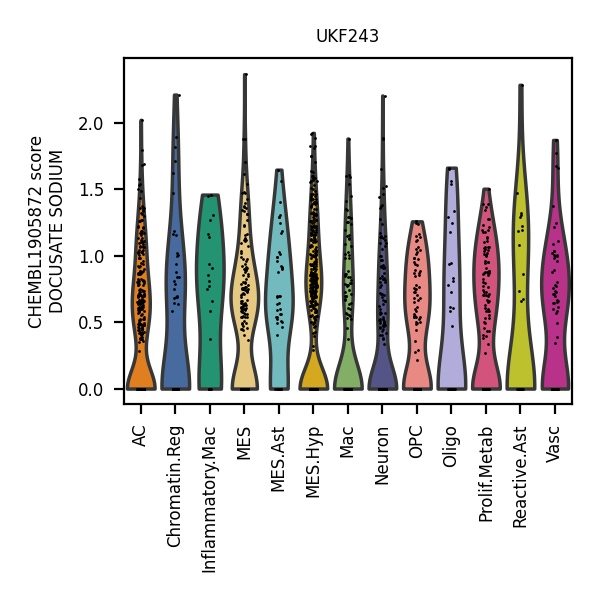 UKF243
CHEMBL1905872 score
DOCUSATE SODIUM
2.0
1.5
1.0
0.5
0.0
AC
Chromatin.Reg
Inflammatory.Mac
MES
MES.Ast
MES.Hyp
Mac
Neuron
OPC
Oligo
Prolif.Metab
Reactive.Ast
Vasc